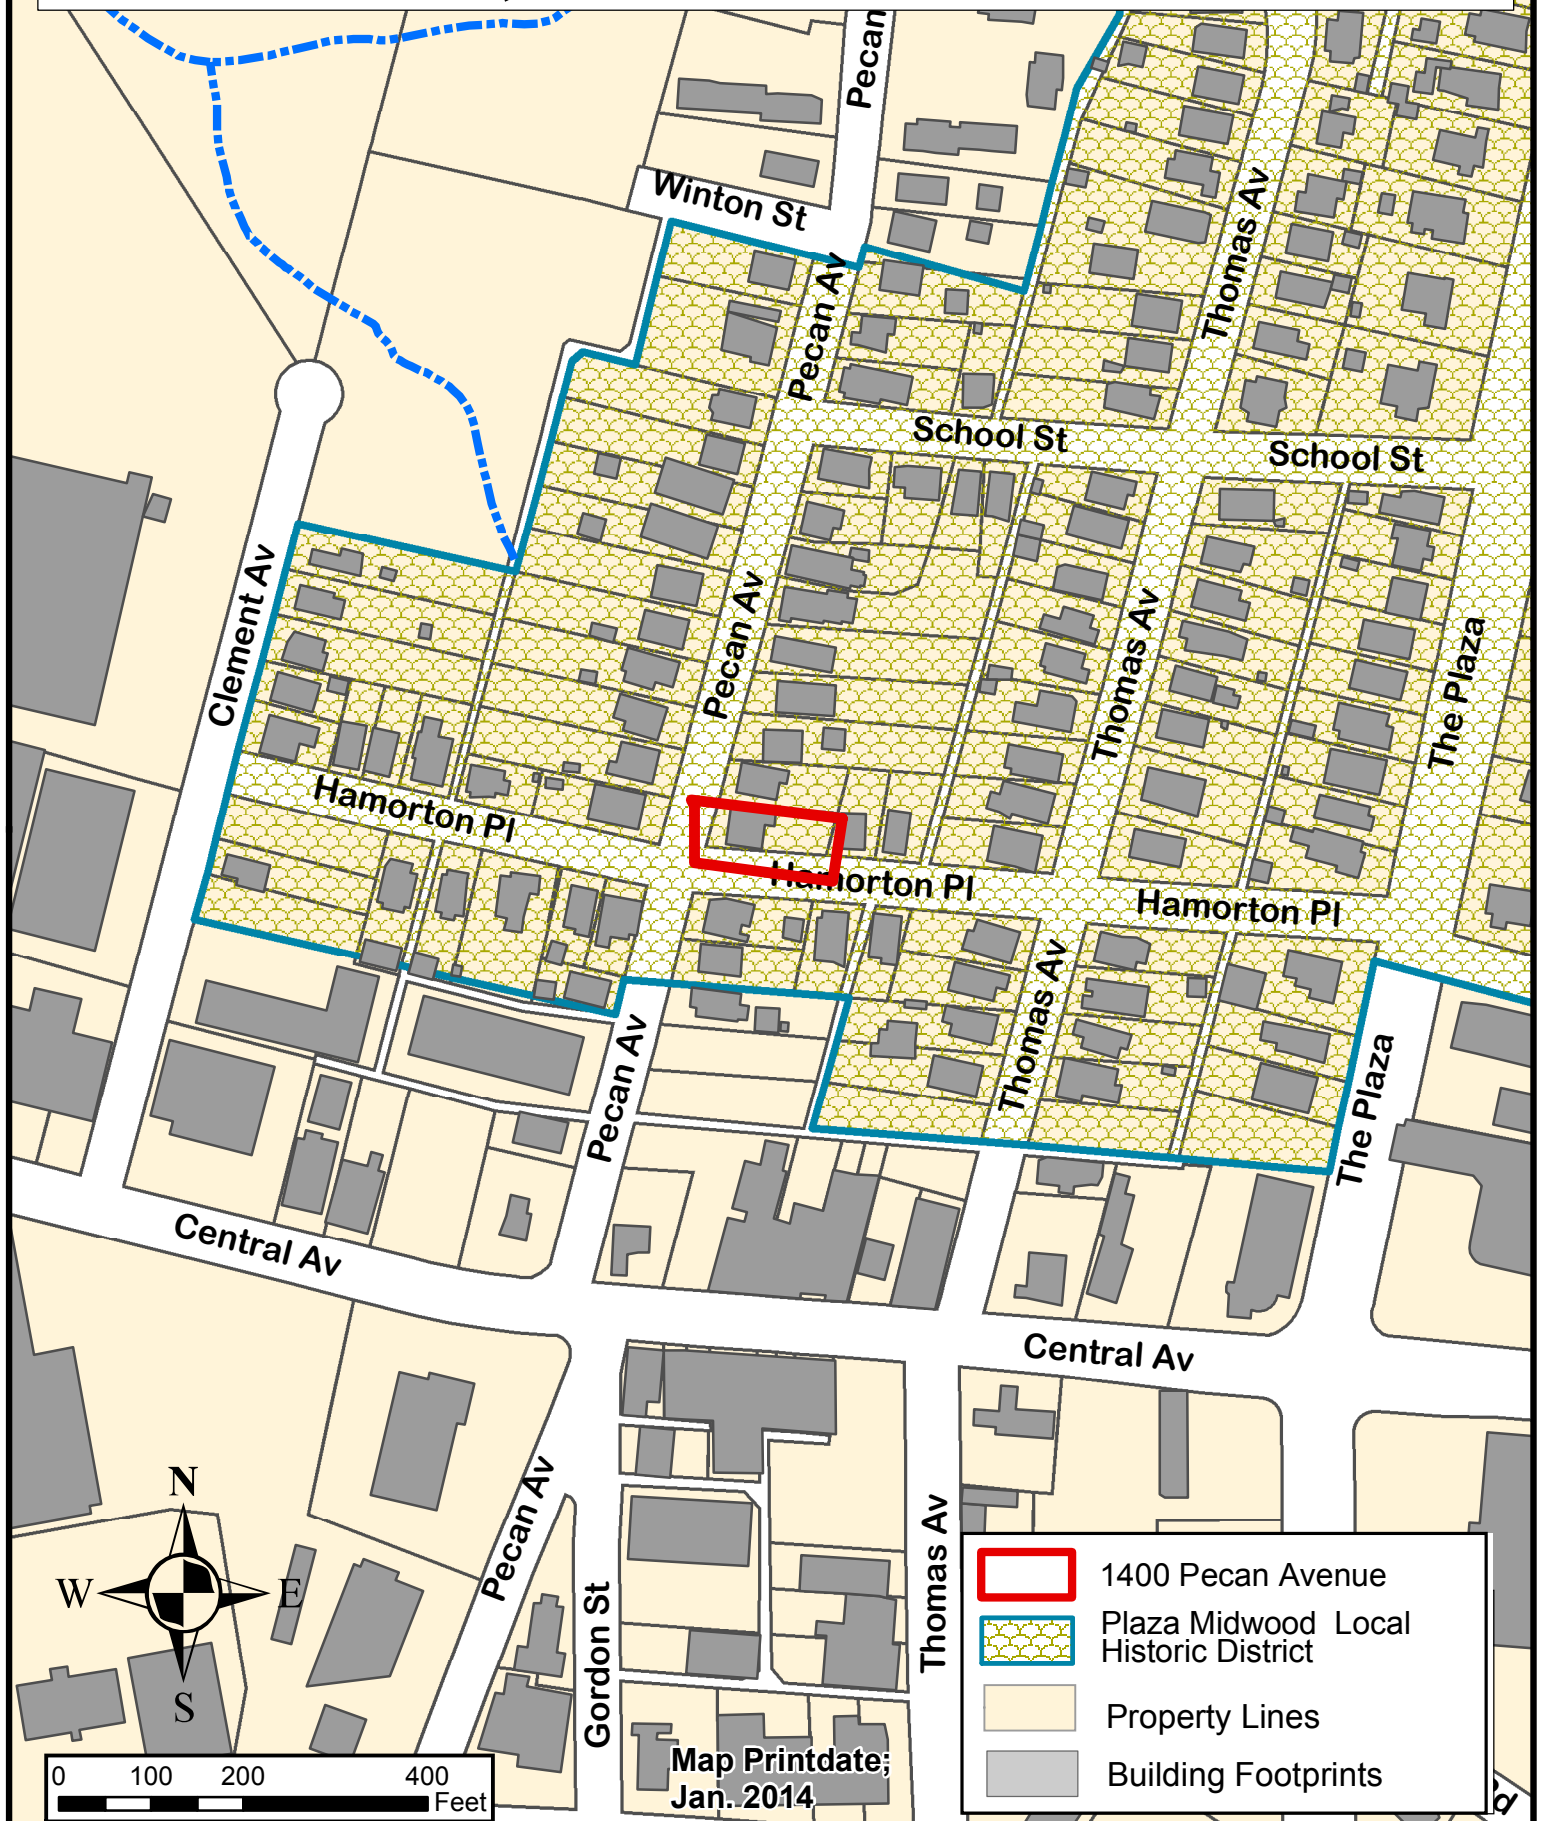 Pecan
Winton St
Thomas Av
Pecan Av
School St
School St
Clement Av
Pecan Av
Thomas Av
The Plaza
Hamorton Pl
Hamorton Pl
Hamorton Pl
Thomas Av
Pecan Av
The Plaza
Central Av
Central Av
Pecan Av
Thomas Av
Gordon St
N
W
E
S
1400 Pecan Avenue
Plaza Midwood Local
Historic District
Property Lines
Building Footprints
Map Printdate;
Jan. 2014
0 100 200 400
Feet